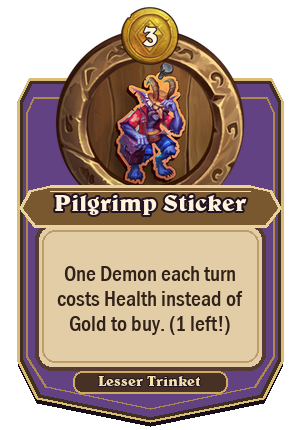 3
Pilgrimp Sticker
One Demon each turn
costs Health instead of
Gold to buy. (1 left!)
Lesser Trinket